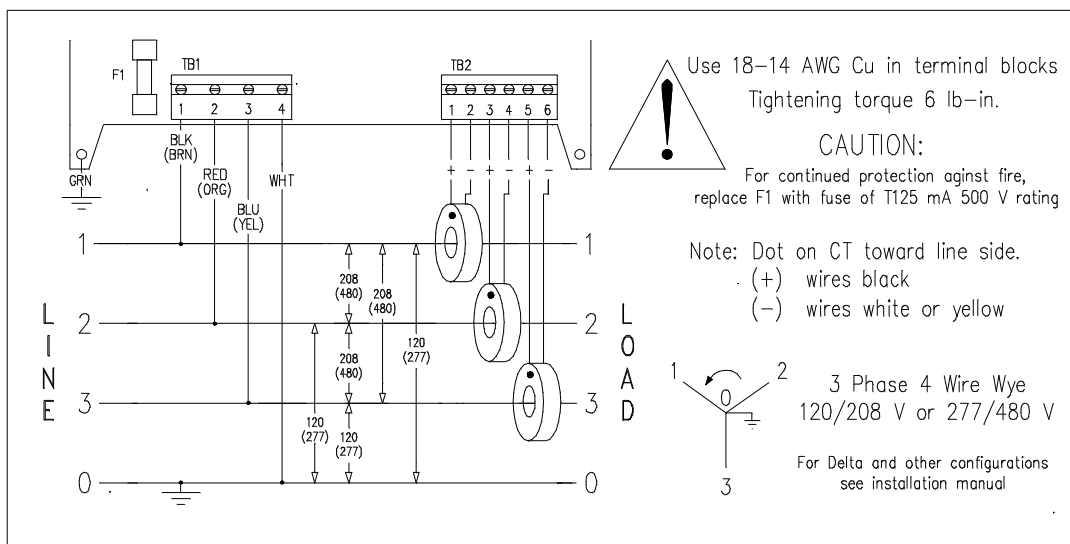 F1
TB1
1 2 3 4
TB2
1 2 3 4 5 6
BLK
(BRN)
RED
(ORG)
BLU
(YEL)
WHT
GRN
+ - + - + -
LINE
1
2
3
0
208
(480)
208
(480)
120
(277)
120
(277)
208
(480)
120
(277)
120
(277)
1
2
3
0
LOAD
!
Use 18-14 AWG Cu in terminal blocks
Tightening torque 6 lb-in.
CAUTION:
For continued protection aginst fire,
replace F1 with fuse of T125 mA 500 V rating
Note: Dot on CT toward line side.
(+) wires black
(-) wires white or yellow
1 2
0
3
3 Phase 4 Wire Wye
120/208 V or 277/480 V
For Delta and other configurations
see installation manual